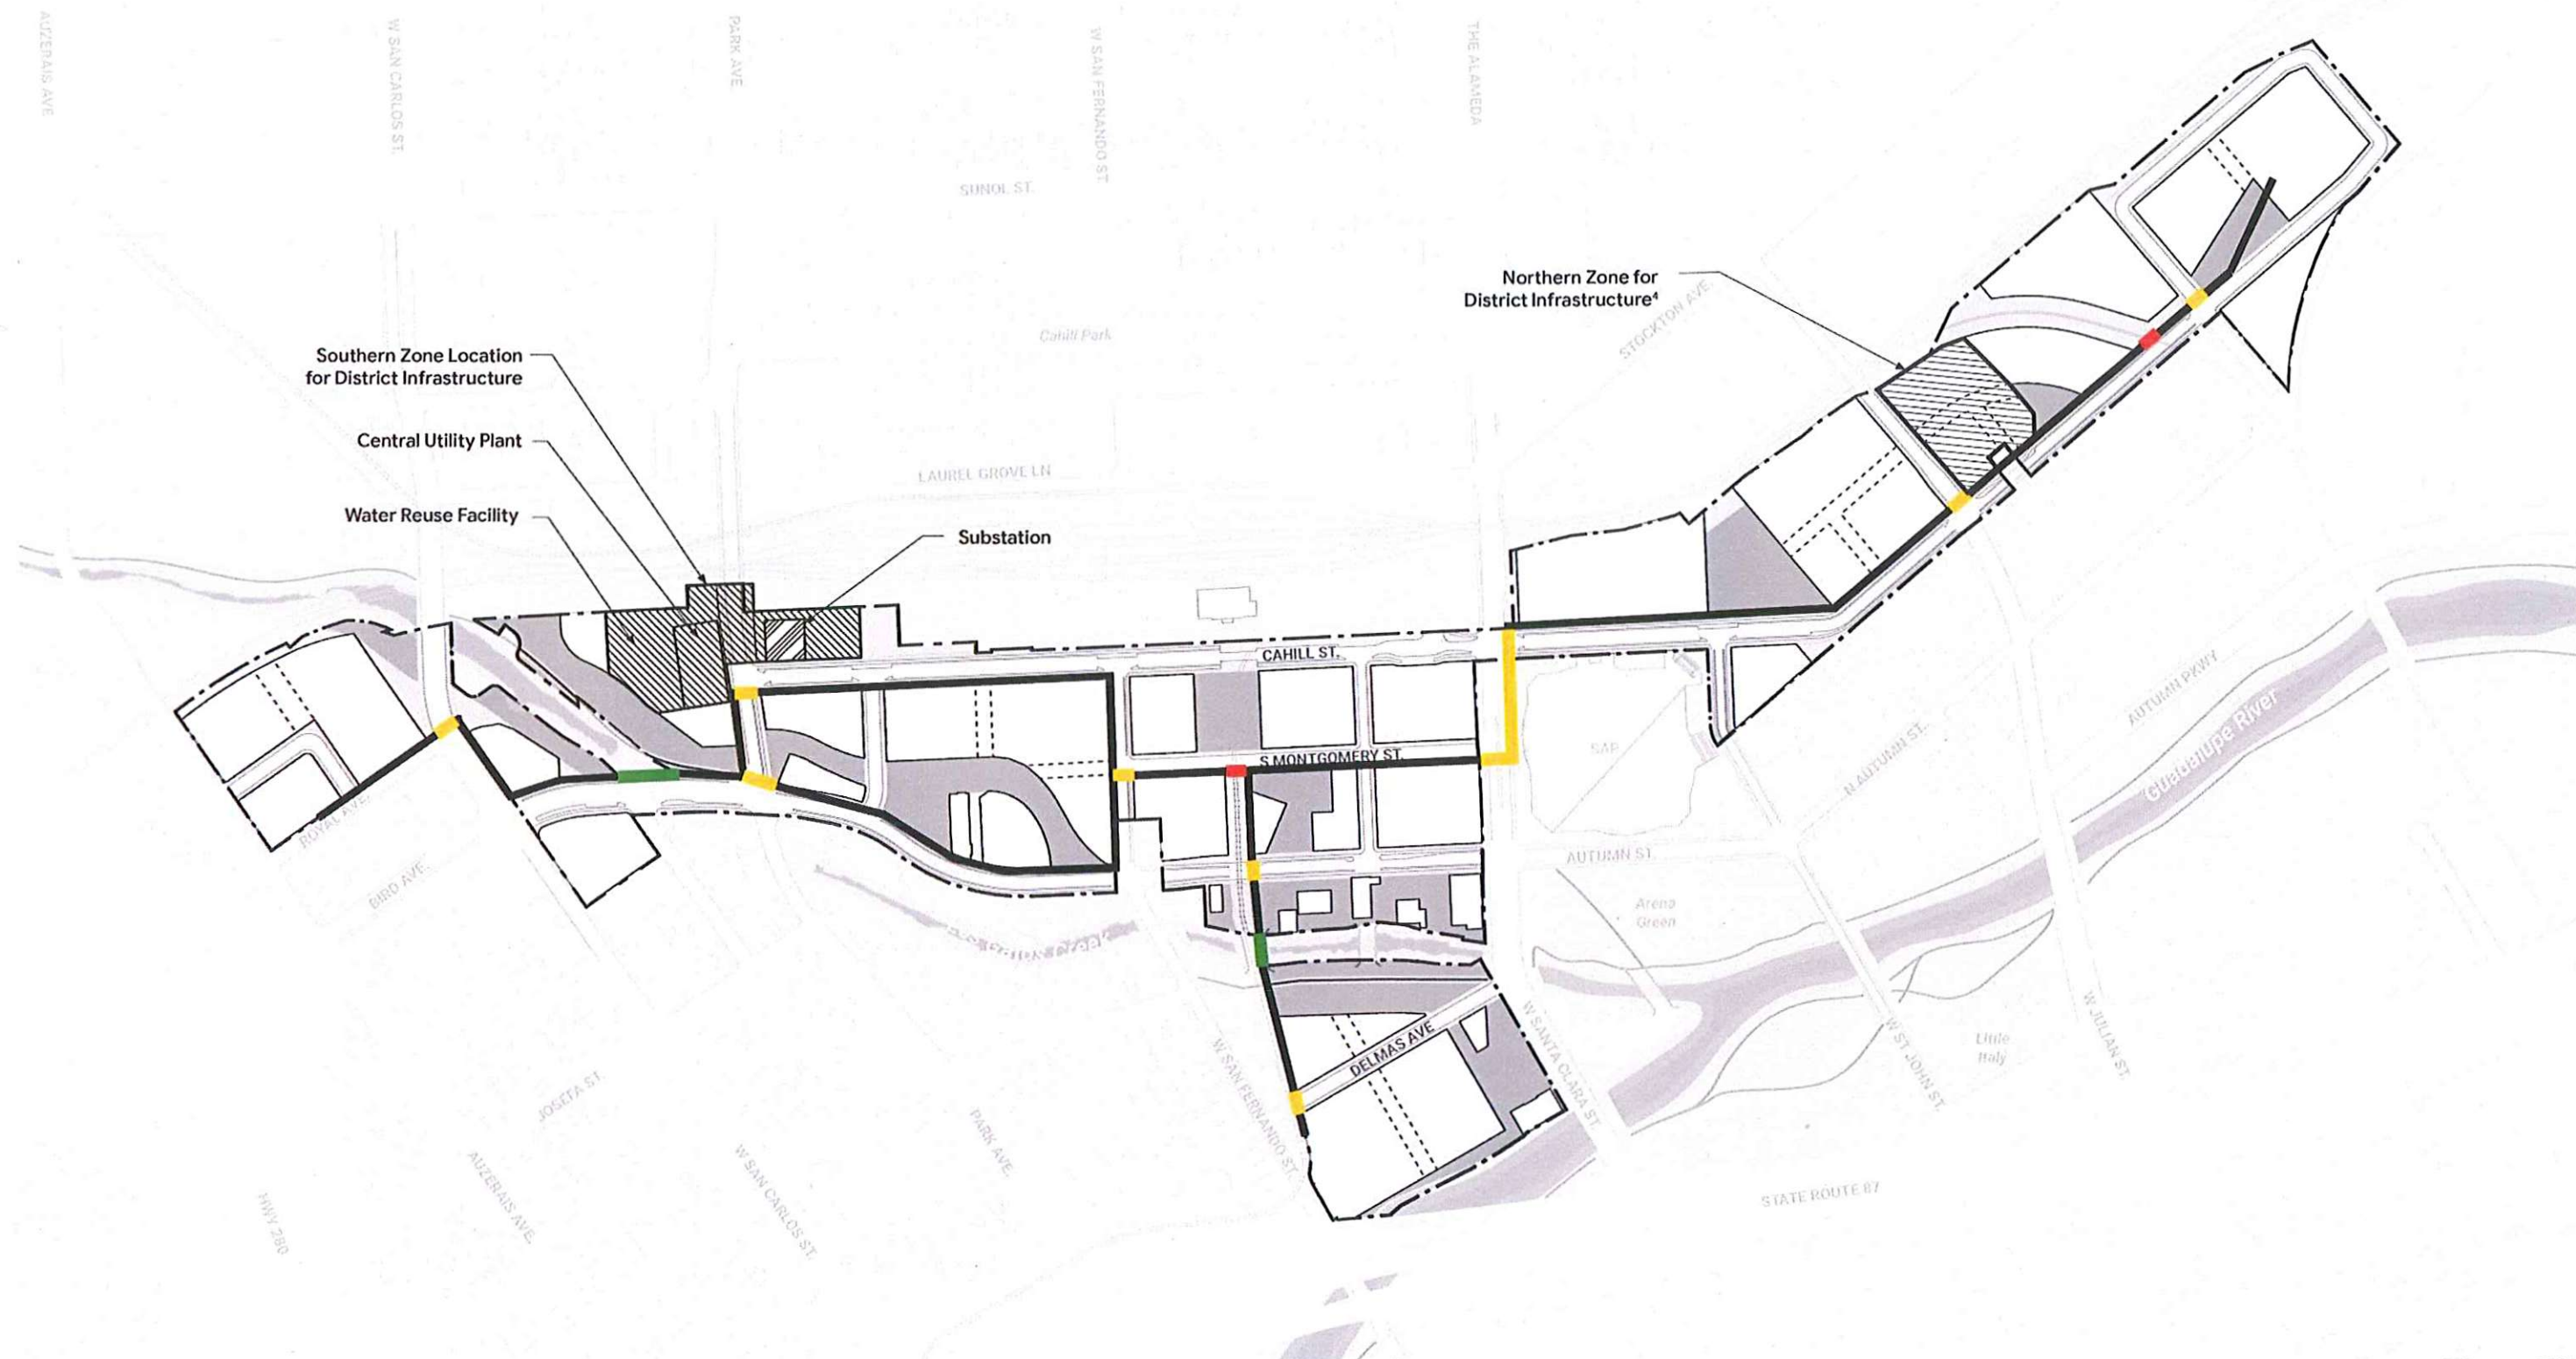 AUZERAIS AVE
W SAN CARLOS ST.
PARK AVE
W SAN FERNANDO ST
THE ALAMEDA
SUNOL ST.
Cahill Park
LAUREL GROVE LN
STOCKTON AVE.
Northern Zone for
District Infrastructure⁴
Southern Zone Location
for District Infrastructure
Central Utility Plant
Water Reuse Facility
Substation
CAHILL ST.
S MONTGOMERY ST.
SAP
AUTUMN ST.
Arena
Green
N AUTUMN ST.
AUTUMN PKWY
Guadalupe River
ROYAL AVE.
BIRD AVE.
Creek
DELMAS AVE
W SANTA CLARA ST.
W ST JOHN ST.
W JULIAN ST.
Little
Italy
STATE ROUTE 87
W SAN FERNANDO ST.
PARK AVE.
JOSEFA ST.
W SAN CARLOS ST.
AUZERAIS AVE.
HWY 280